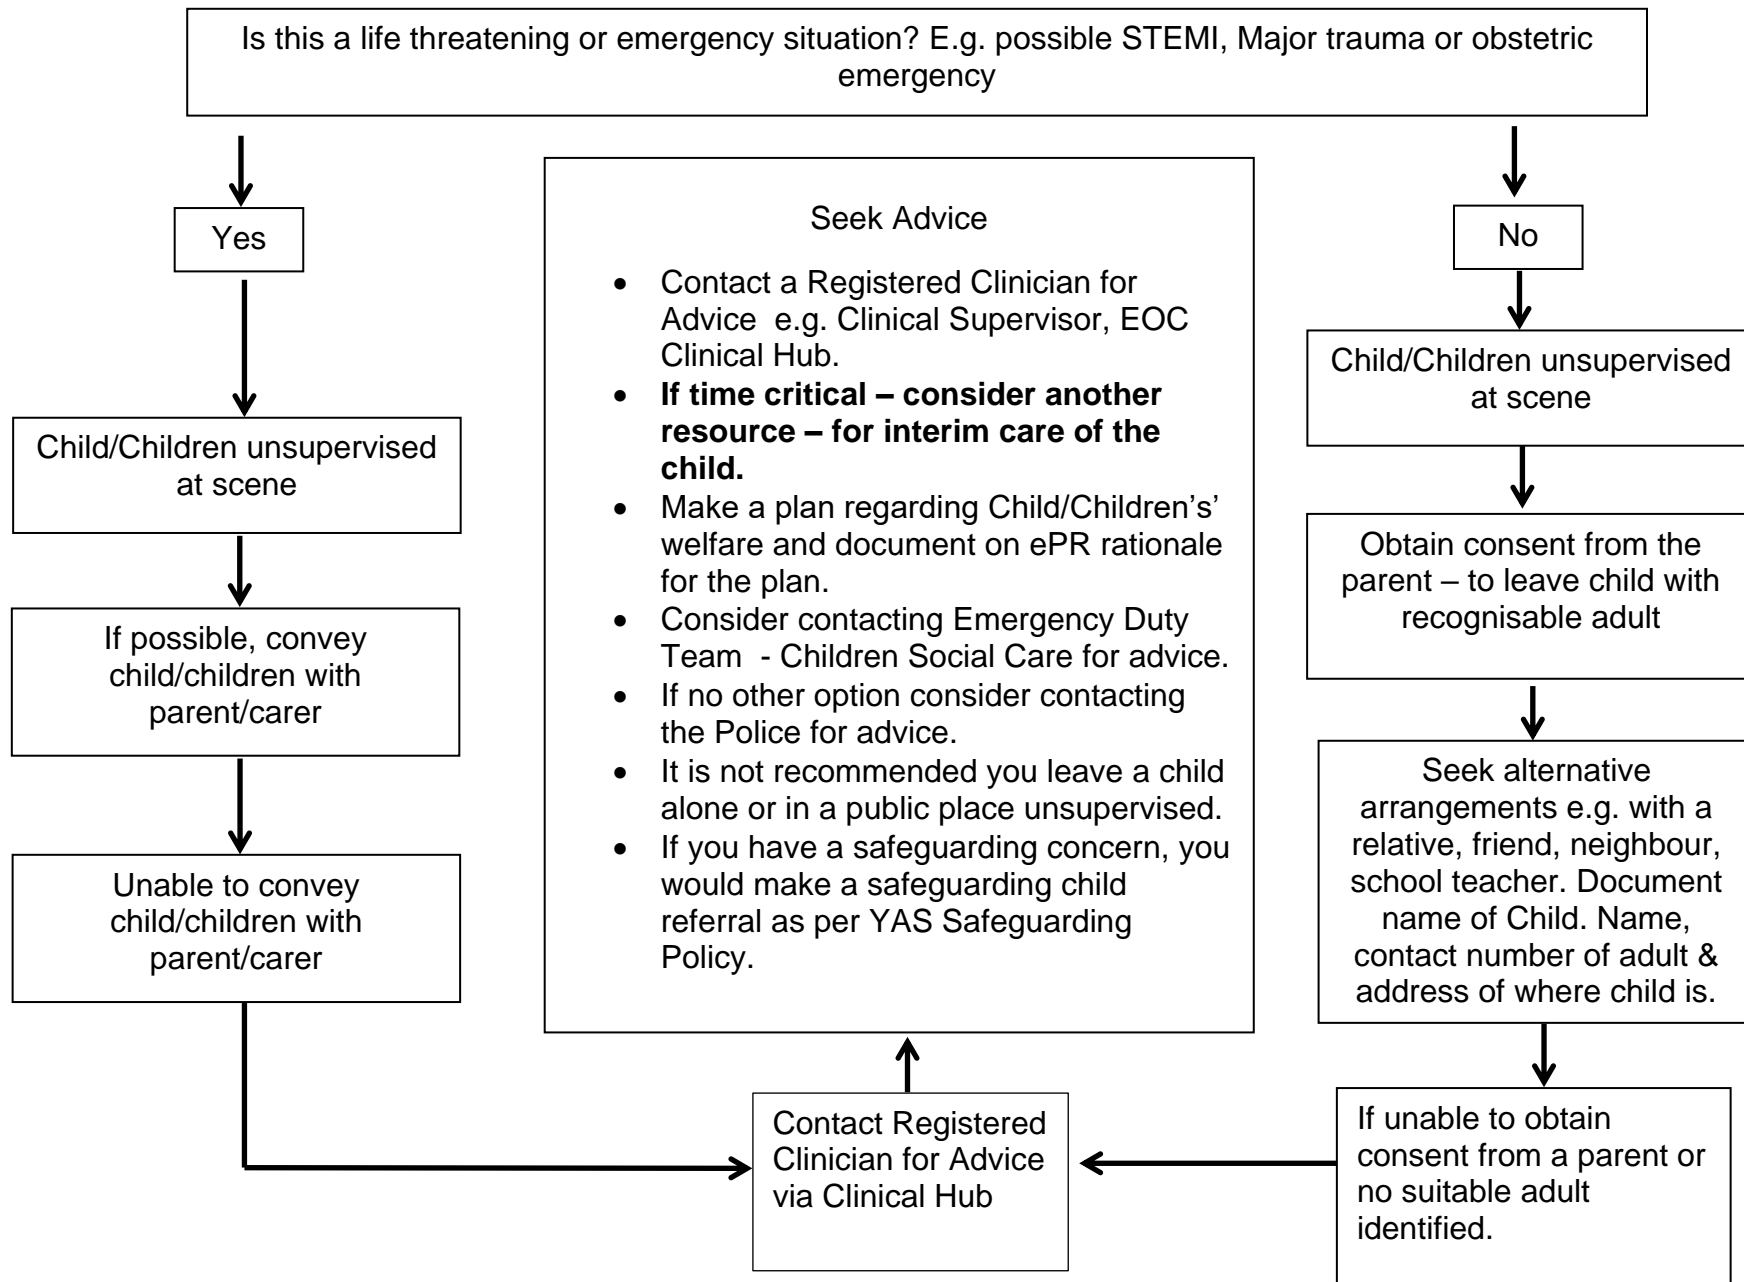 Is this a life threatening or emergency situation? E.g. possible STEMI, Major trauma or obstetric
emergency
Yes
Child/Children unsupervised
at scene
If possible, convey
child/children with
parent/carer
Unable to convey
child/children with
parent/carer
Seek Advice
• Contact a Registered Clinician for
Advice  e.g. Clinical Supervisor, EOC
Clinical Hub.
• If time critical – consider another
resource – for interim care of the
child.
• Make a plan regarding Child/Children’s’
welfare and document on ePR rationale
for the plan.
• Consider contacting Emergency Duty
Team  - Children Social Care for advice.
• If no other option consider contacting
the Police for advice.
• It is not recommended you leave a child
alone or in a public place unsupervised.
• If you have a safeguarding concern, you
would make a safeguarding child
referral as per YAS Safeguarding
Policy.
No
Child/Children unsupervised
at scene
Obtain consent from the
parent – to leave child with
recognisable adult
Seek alternative
arrangements e.g. with a
relative, friend, neighbour,
school teacher. Document
name of Child. Name,
contact number of adult &
address of where child is.
If unable to obtain
consent from a parent or
no suitable adult
identified.
Contact Registered
Clinician for Advice
via Clinical Hub